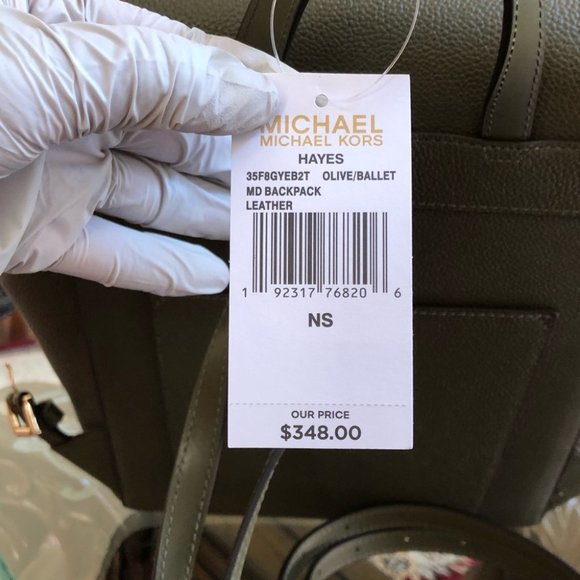 MICHAEL
MICHAEL KORS
HAYES
35F8GYEB2T OLIVE/BALLET
MD BACKPACK
LEATHER
1 92317 76820 6
NS
OUR PRICE
$348.00